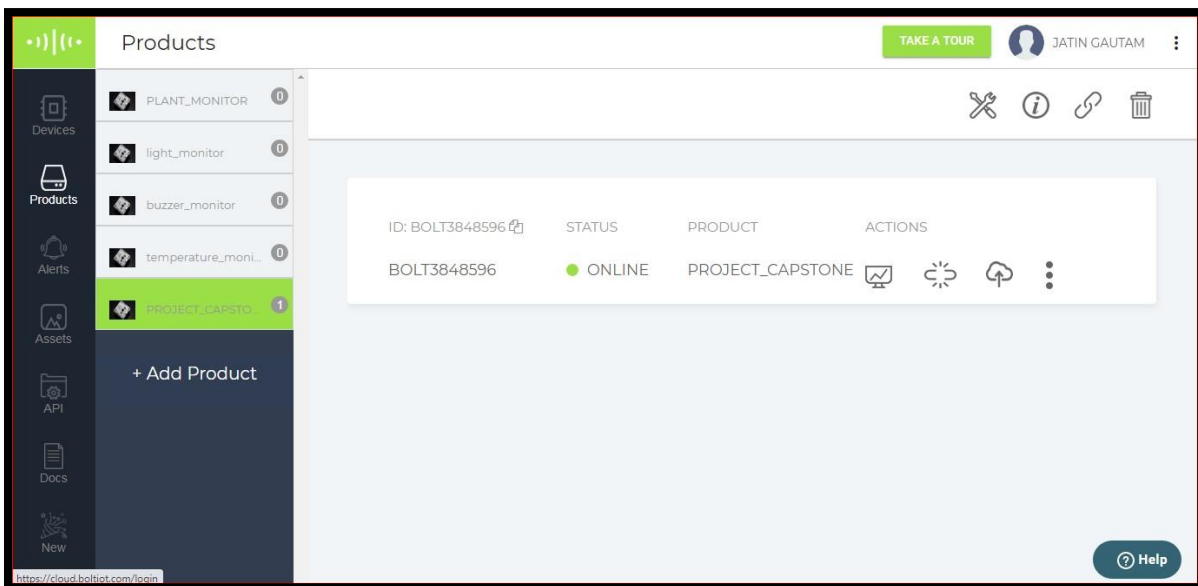 Products
TAKE A TOUR
JATIN GAUTAM
Devices
Products
Alerts
Assets
API
Docs
New
PLANT_MONITOR 0
light_monitor 0
buzzer_monitor 0
temperature_moni... 0
PROJECT_CAPSTO... 1
+ Add Product
ID: BOLT3848596 STATUS PRODUCT ACTIONS
BOLT3848596 ONLINE PROJECT_CAPSTONE
Help
https://cloud.boltiot.com/login